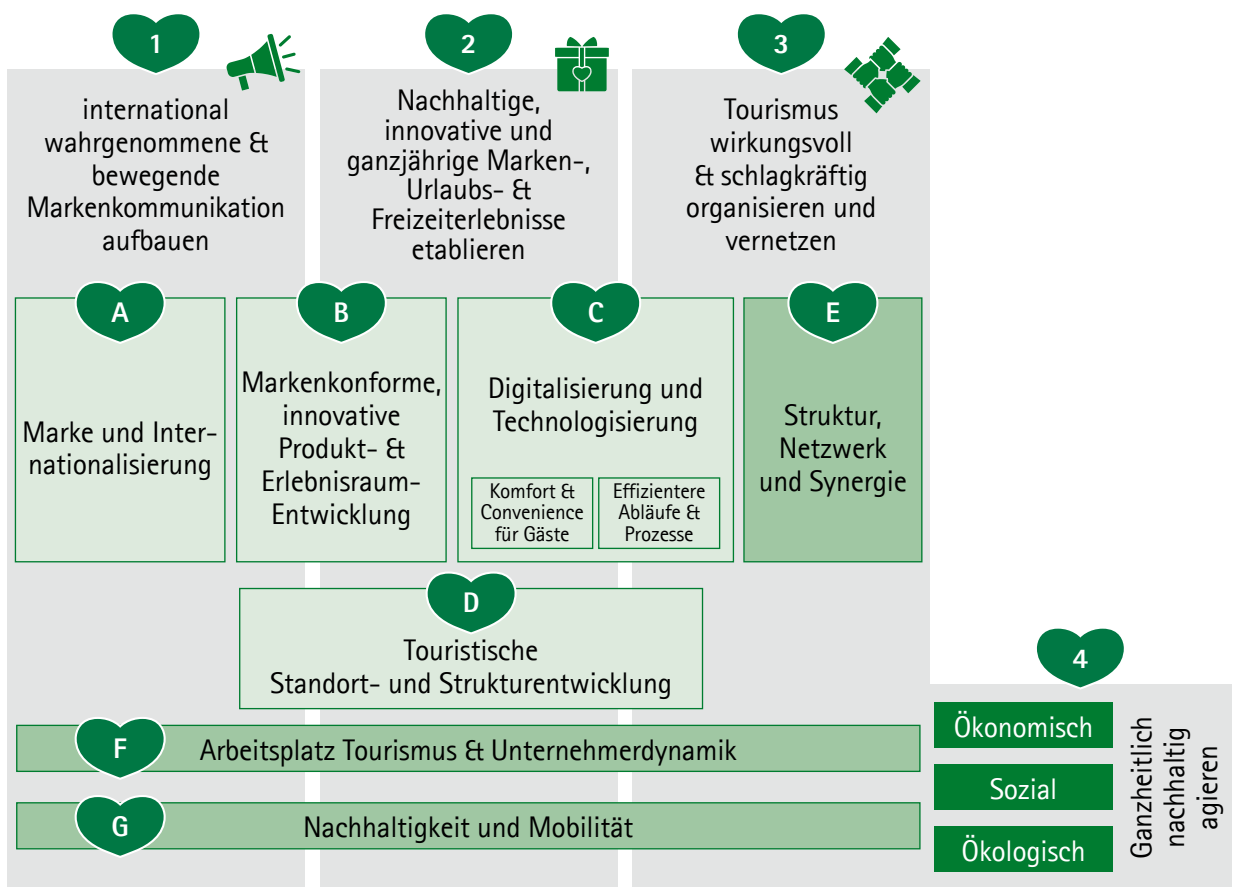 1
international
wahrgenommene &
bewegende
Markenkommunikation
aufbauen
2
Nachhaltige,
innovative und
ganzjährige Marken-,
Urlaubs- &
Freizeiterlebnisse
etablieren
3
Tourismus
wirkungsvoll
& schlagkräftig
organisieren und
vernetzen
A
Marke und Inter-
nationalisierung
B
Markenkonforme,
innovative
Produkt- &
Erlebnisraum-
Entwicklung
C
Digitalisierung und
Technologisierung
Komfort &
Convenience
für Gäste
Effizientere
Abläufe &
Prozesse
E
Struktur,
Netzwerk
und Synergie
D
Touristische
Standort- und Strukturentwicklung
F
Arbeitsplatz Tourismus & Unternehmerdynamik
G
Nachhaltigkeit und Mobilität
4
Ökonomisch
Sozial
Ökologisch
Ganzheitlich
nachhaltig
agieren